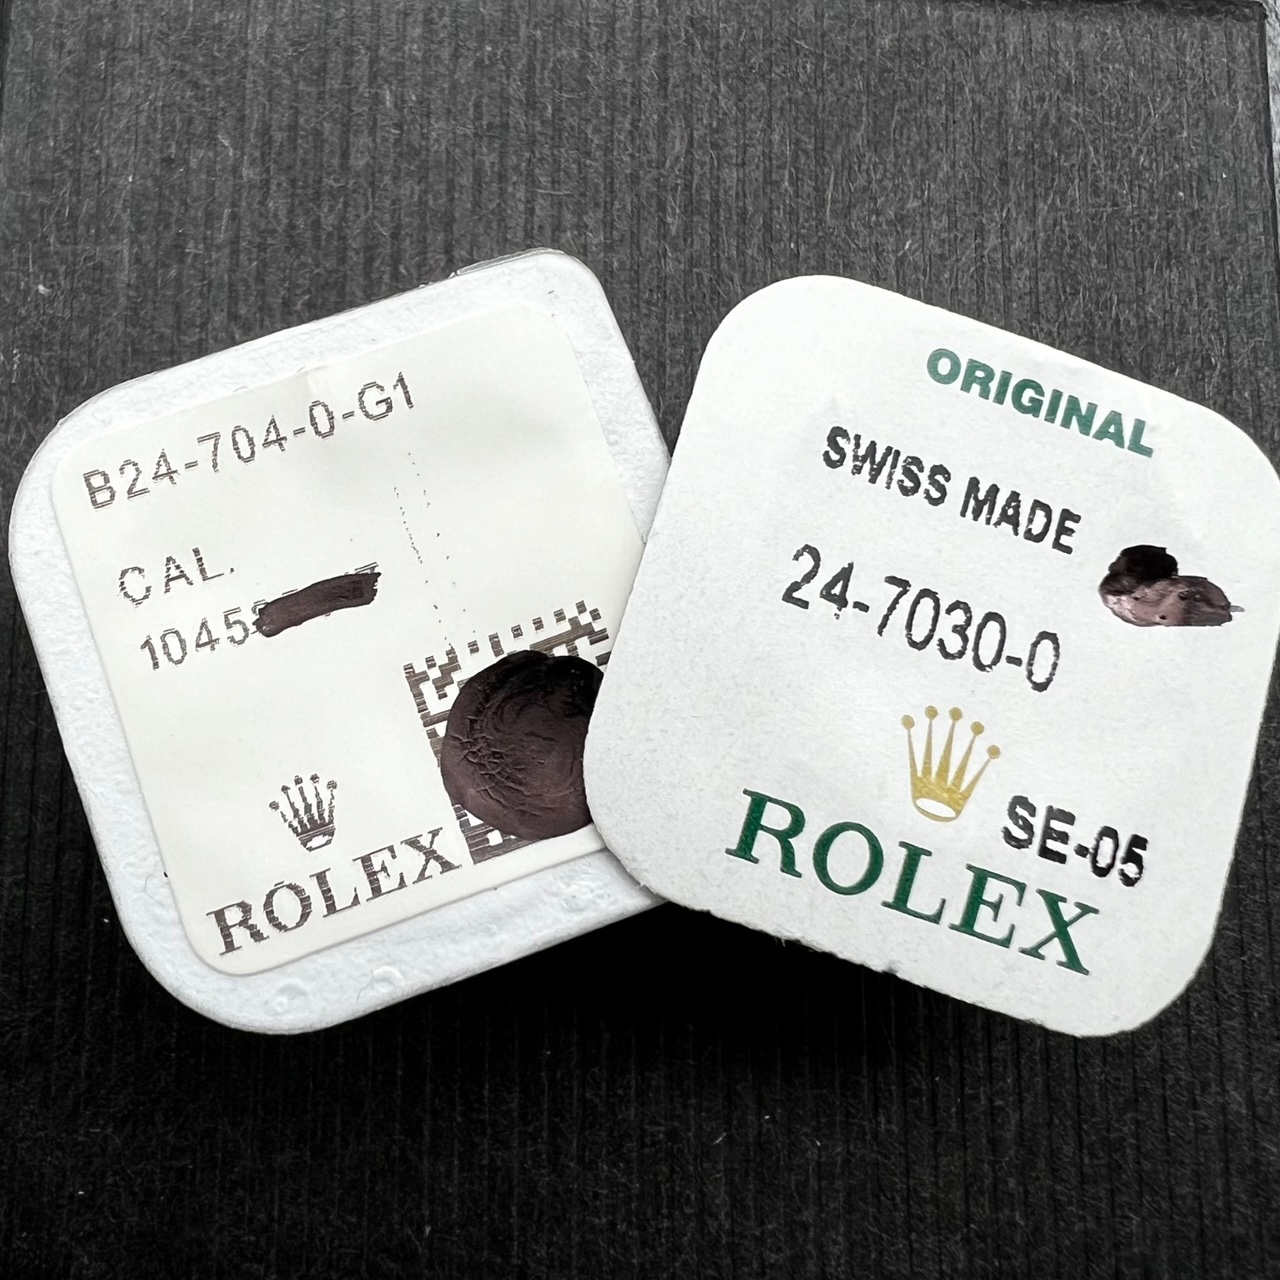 B24-704-0-G1
CAL.
1045
ROLEX
ORIGINAL
SWISS MADE
24-7030-0
SE-05
ROLEX